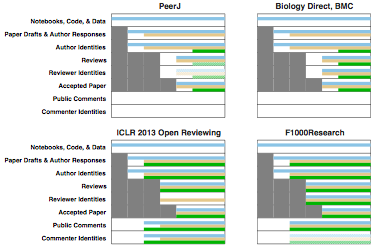 PeerJ
Biology Direct, BMC
Notebooks, Code, & Data
Paper Drafts & Author Responses
Author Identities
Reviews
Reviewer Identities
Accepted Paper
Public Comments
Commenter Identities
ICLR 2013 Open Reviewing
F1000Research
Notebooks, Code, & Data
Paper Drafts & Author Responses
Author Identities
Reviews
Reviewer Identities
Accepted Paper
Public Comments
Commenter Identities